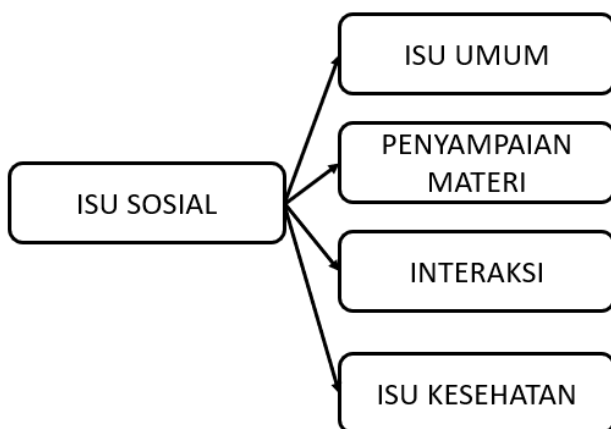 ISU UMUM
PENYAMPAIAN
MATERI
ISU SOSIAL
INTERAKSI
ISU KESEHATAN